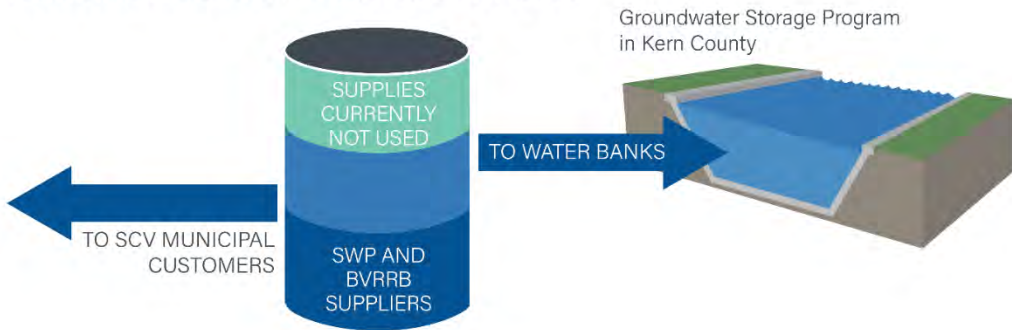 Groundwater Storage Program
in Kern County
SUPPLIES
CURRENTLY
NOT USED
TO WATER BANKS
TO SCV MUNICIPAL
CUSTOMERS
SWP AND
BVRRB
SUPPLIERS